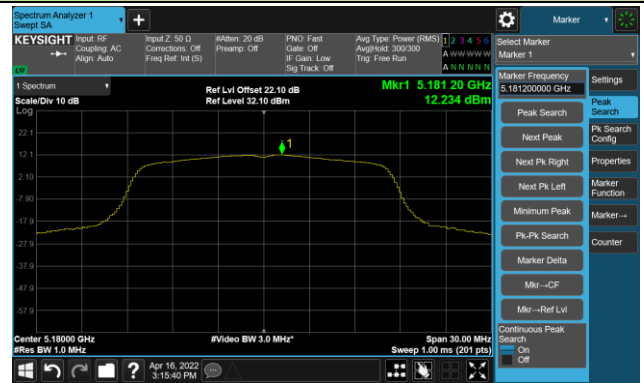 Spectrum Analyzer 1
Swept SA
Marker
KEYSIGHT
Input: RF
Coupling: AC
Align: Auto
Input Z: 50 Ω
Corrections: Off
Freq Ref: Int (S)
#Atten: 20 dB
Preamp: Off
PNO: Fast
Gate: Off
IF Gain: Low
Sig Track: Off
Avg Type: Power (RMS)
Avg|Hold: 300/300
Trig: Free Run
1 2 3 4 5 6
A W W W W W
A N N N N N
Select Marker
Marker 1
LW
1 Spectrum
Scale/Div 10 dB
Log
Ref Lvl Offset 22.10 dB
Ref Level 32.10 dBm
Mkr1 5.181 20 GHz
12.234 dBm
22.1
12.1
2.10
-7.90
-17.9
-27.9
-37.9
-47.9
-57.9
1
Center 5.18000 GHz
#Res BW 1.0 MHz
#Video BW 3.0 MHz*
Span 30.00 MHz
Sweep 1.00 ms (201 pts)
Marker Frequency
5.181200000 GHz
Peak Search
Next Peak
Next Pk Right
Next Pk Left
Minimum Peak
Pk-Pk Search
Marker Delta
Mkr→CF
Mkr→Ref Lvl
Continuous Peak
Search
On
Off
Settings
Peak
Search
Pk Search
Config
Properties
Marker
Function
Marker→
Counter
?
Apr 16, 2022
3:15:40 PM